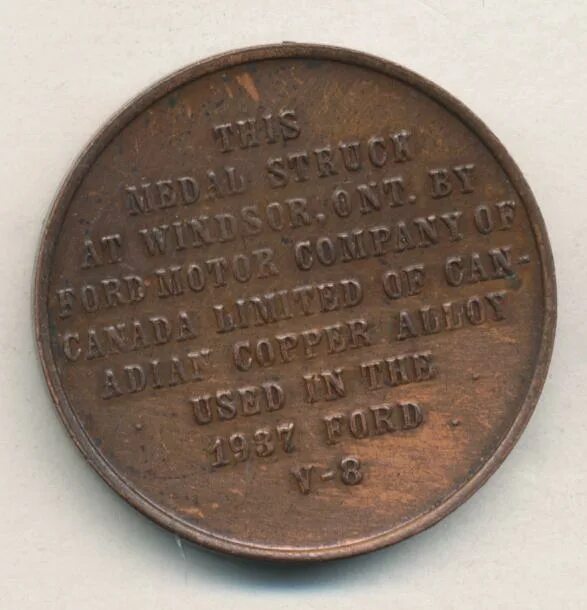 THIS
MEDAL STRUCK
AT WINDSOR, ONT. BY
FORD MOTOR COMPANY OF
CANADA LIMITED OF CAN-
ADIAN COPPER ALLOY
USED IN THE
· 1937 FORD ·
V-8